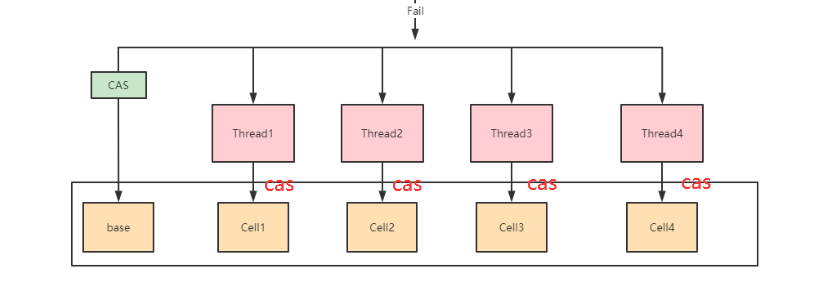 Fail
CAS
Thread1
Thread2
Thread3
Thread4
cas
cas
cas
cas
base
Cell1
Cell2
Cell3
Cell4